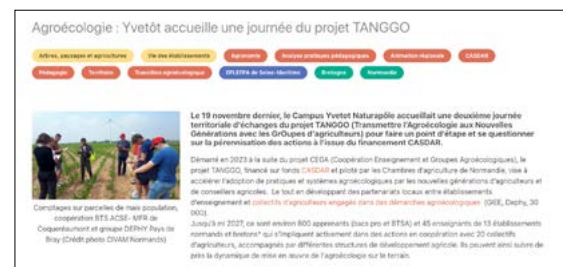 Agroécologie : Yvetôt accueille une journée du projet TANGGO
Arbres, paysages et agricultures Vie des établissements Agronomie Analyse pratiques pédagogiques Animation régionale CASDAR
Pédagogie Territoire Transition agroécologique EPLEFPA de Seine-Maritime Bretagne Normandie
Le 19 novembre dernier, le Campus Yvetot Naturapôle accueillait une deuxième journée
territoriale d'échanges du projet TANGGO (Transmettre l'Agroécologie aux Nouvelles
Générations avec les GrOupes d'agriculteurs) pour faire un point d'étape et se questionner
sur la pérennisation des actions à l'issue du financement CASDAR.
Démarré en 2023 à la suite du projet CEGA (Coopération Enseignement et Groupes Agroécologiques), le
projet TANGGO, financé sur fonds CASDAR et piloté par les Chambres d'agriculture de Normandie, vise à
accélérer l'adoption de pratiques et systèmes agroécologiques par les nouvelles générations d'agriculteurs et
de conseillers agricoles. Le tout en développant des partenariats locaux entre établissements
d'enseignement et collectifs d'agriculteurs engagés dans des démarches agroécologiques (GIEE, Dephy, 30
000).
Jusqu'à mi 2027, ce sont environ 800 apprenants (bacs pro et BTSA) et 45 enseignants de 13 établissements
normands et bretons* qui s'impliquent activement dans des actions en coopération avec 20 collectifs
d'agriculteurs, accompagnés par différentes structures de développement agricole. Ils peuvent ainsi suivre de
près la dynamique de mise en œuvre de l'agroécologie sur le terrain.
Comptages sur parcelles de maïs population,
coopération BTS ACSE- MFR de
Coqueréaumont et groupe DEPHY Pays de
Bray (Crédit photo CIVAM Normands)